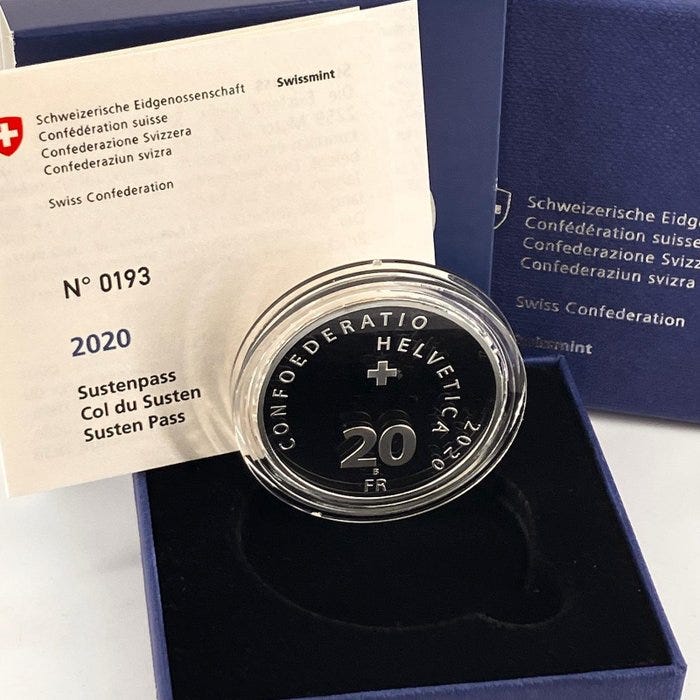 Schweizerische Eidgenossenschaft
Confédération suisse
Confederazione Svizzera
Confederaziun svizra
Swiss Confederation
Swissmint
N° 0193
2020
Sustenpass
Col du Susten
Susten Pass
CONFOEDERATIO
HELVETICA 2020
20
B
FR
Schweizerische Eidg
Confédération suisse
Confederazione Svizz
Confederaziun svizra
Swiss Confederation
Swissmint